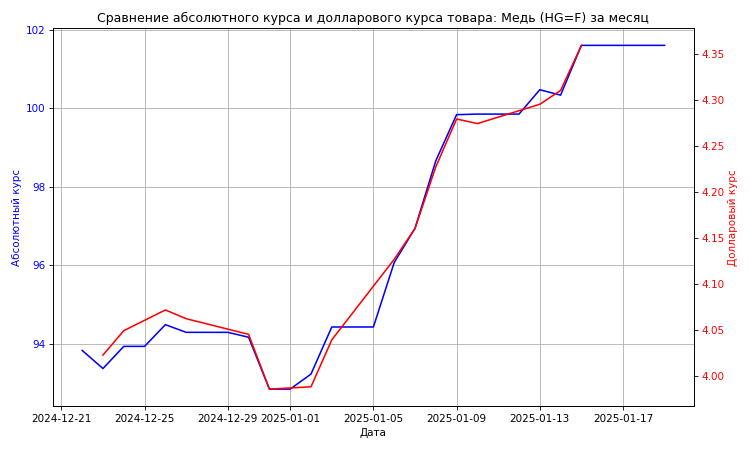 Сравнение абсолютного курса и долларового курса товара: Медь (HG=F) за месяц
102
100
98
96
94
Абсолютный курс
4.35
4.30
4.25
4.20
4.15
4.10
4.05
4.00
Долларовый курс
2024-12-21 2024-12-25 2024-12-29 2025-01-01 2025-01-05 2025-01-09 2025-01-13 2025-01-17
Дата